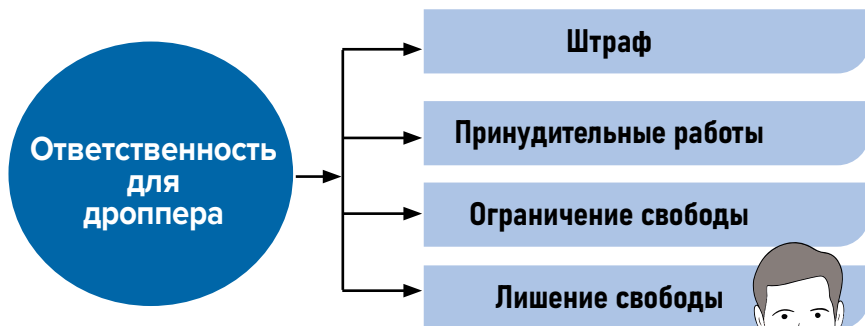 Ответственность
для
дроппера
Штраф
Принудительные работы
Ограничение свободы
Лишение свободы